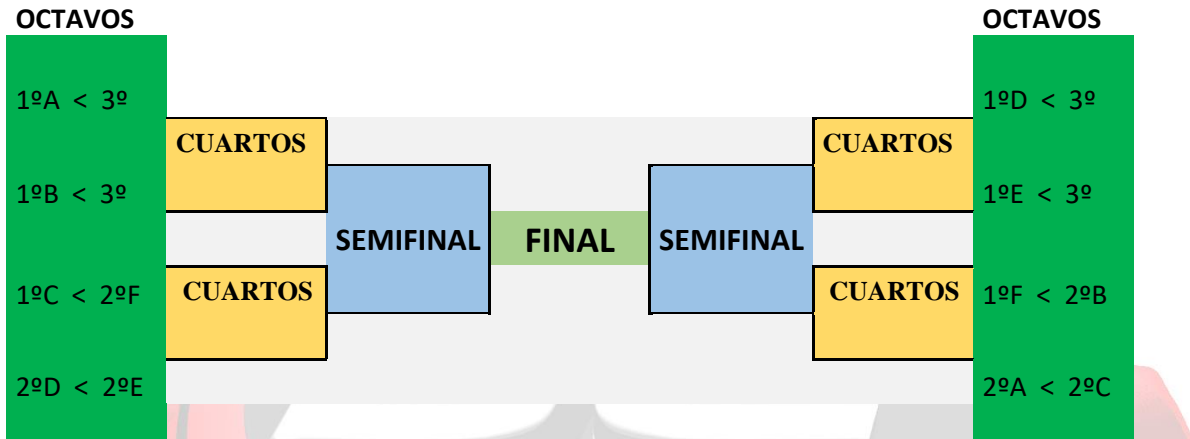 OCTAVOS
OCTAVOS
1ºA < 3º
1ºD < 3º
CUARTOS
CUARTOS
1ºB < 3º
1ºE < 3º
SEMIFINAL
FINAL
SEMIFINAL
1ºC < 2ºF
CUARTOS
CUARTOS
1ºF < 2ºB
2ºD < 2ºE
2ºA < 2ºC